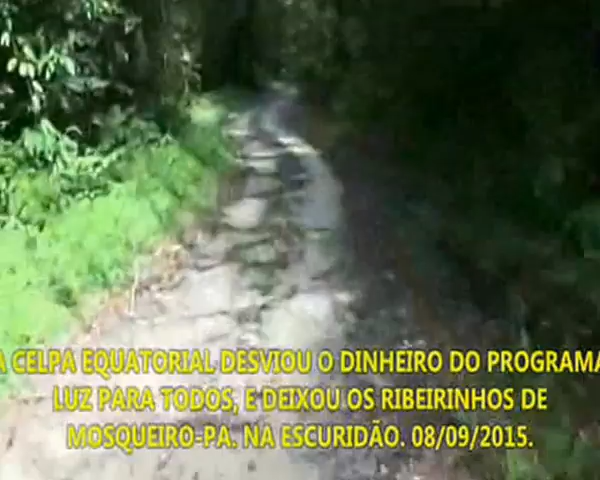 A CELPA EQUATORIAL DESVIOU O DINHEIRO DO PROGRAMA
LUZ PARA TODOS, E DEIXOU OS RIBEIRINHOS DE
MOSQUEIRO-PA. NA ESCURIDÃO. 08/09/2015.